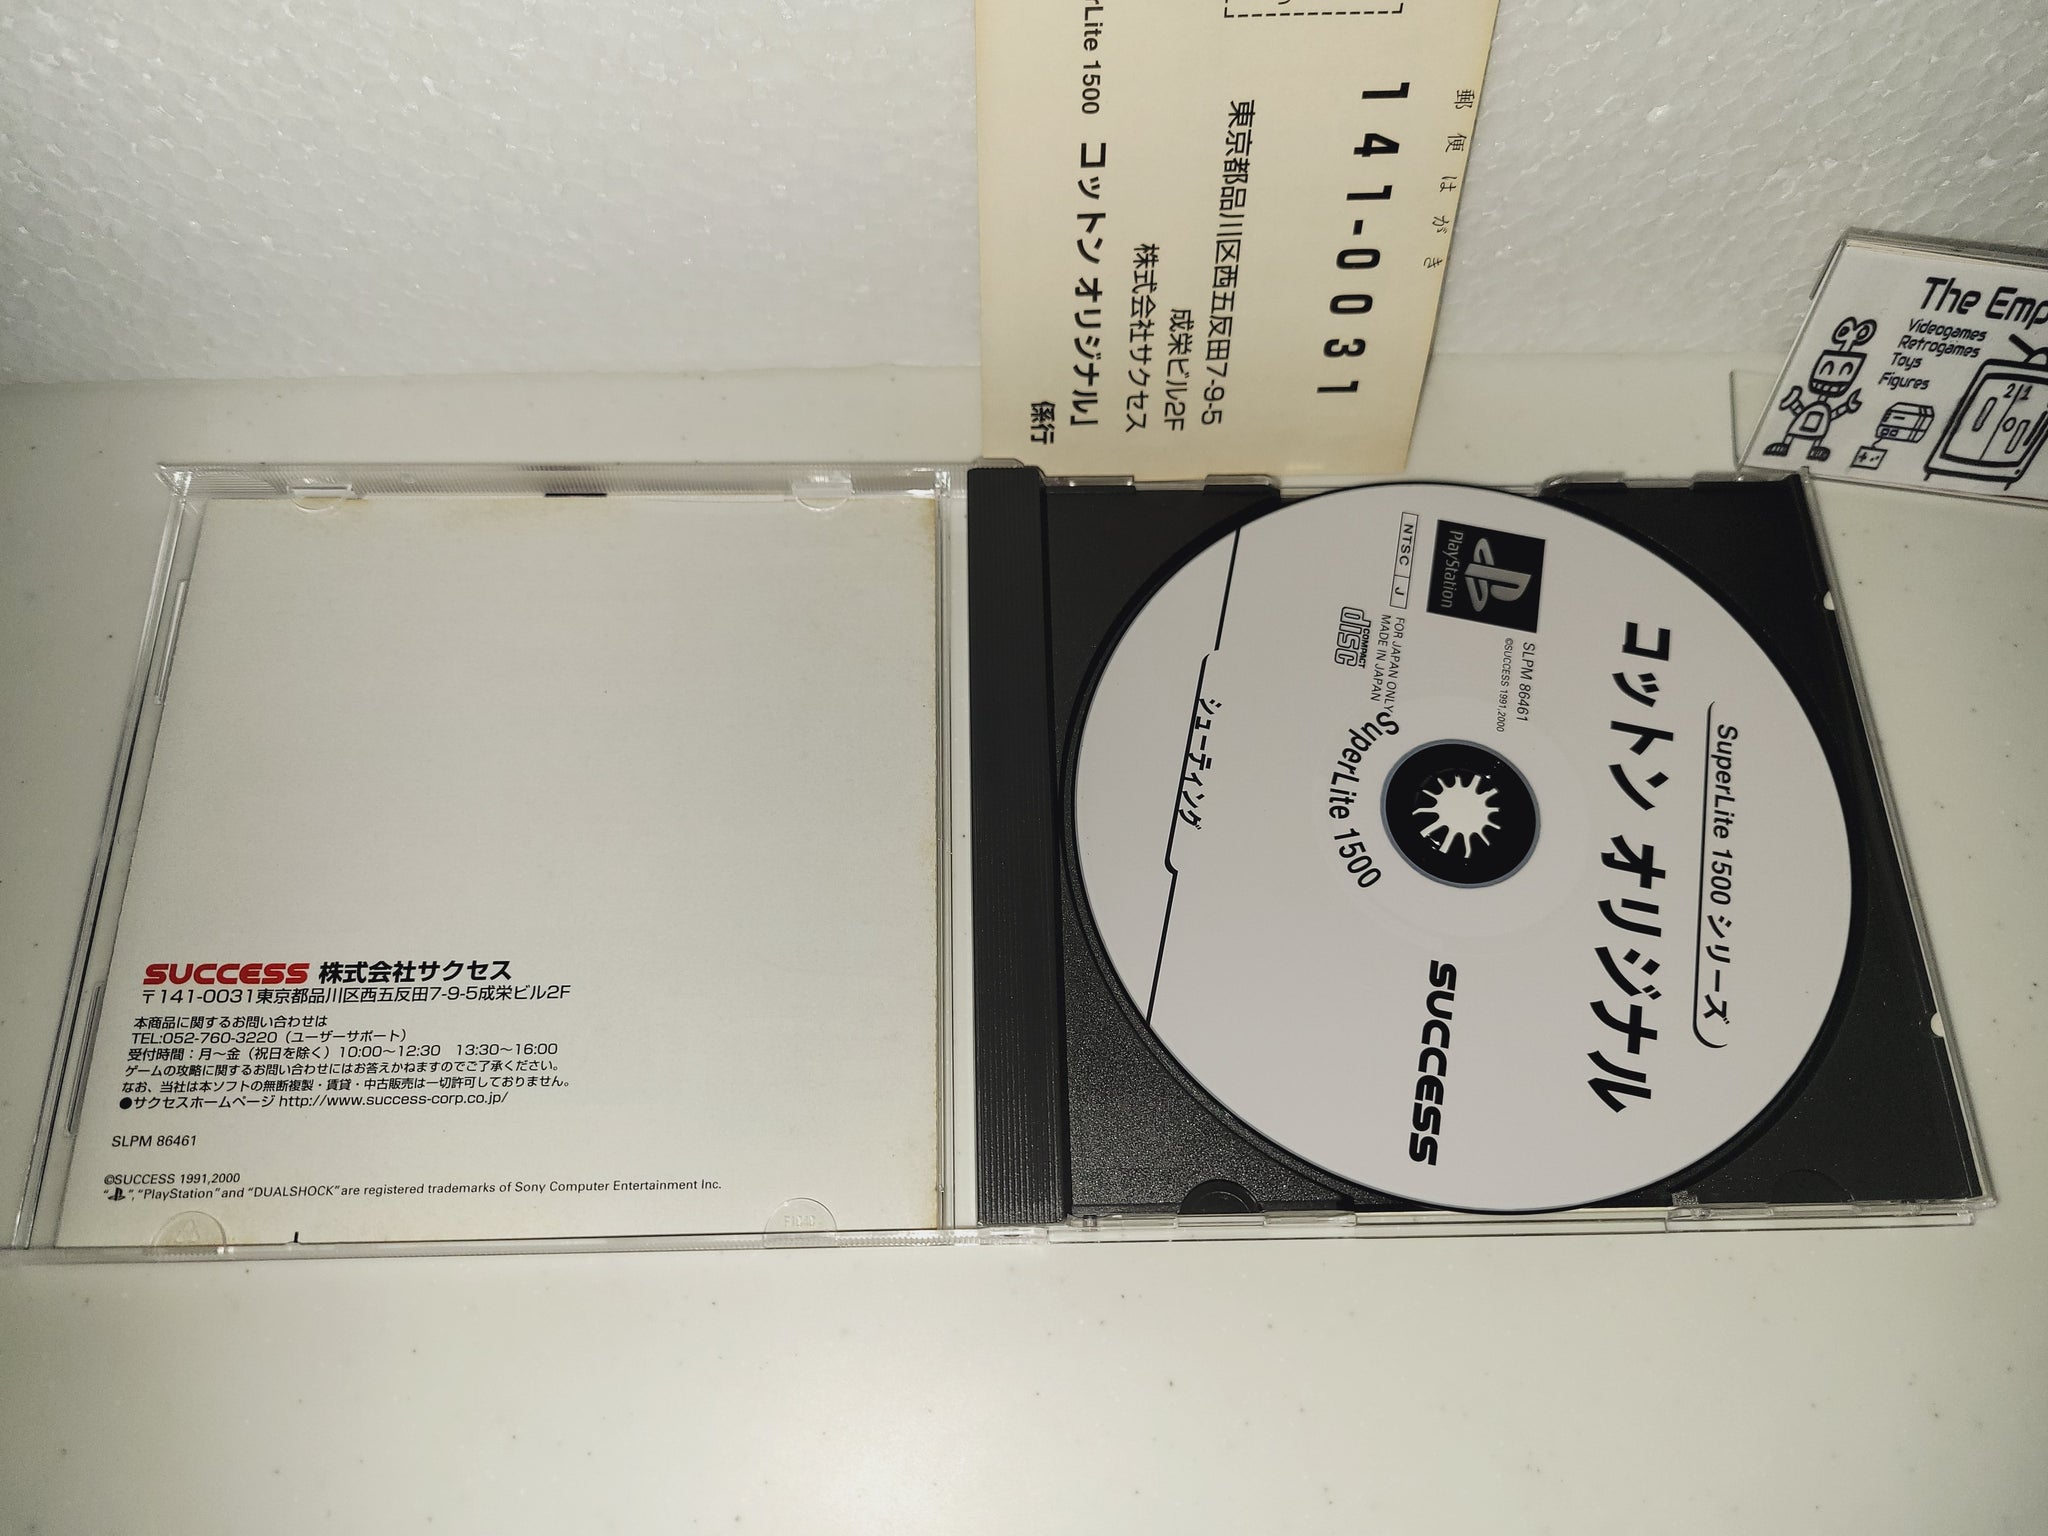 郵便はがき
141-0031
東京都品川区西五反田7-9-5
成栄ビル2F
株式会社サクセス
rLite 1500 コットン オリジナル」
係行
The Emp
Videogames
Retrogames
Toys
Figures
SuperLite 1500 シリーズ
コットン オリジナル
PlayStation
SLPM 86461
©SUCCESS 1991,2000
NTSC J
FOR JAPAN ONLY
MADE IN JAPAN
COMPACT
disc
SuperLite 1500
SUCCESS
シューティング
SUCCESS 株式会社サクセス
〒141-0031東京都品川区西五反田7-9-5成栄ビル2F
本商品に関するお問い合わせは
TEL:052-760-3220（ユーザーサポート）
受付時間：月～金（祝日を除く）10:00～12:30　13:30～16:00
ゲームの攻略に関するお問い合わせにはお答えかねますのでご了承ください。
なお、当社は本ソフトの無断複製・賃貸・中古販売は一切許可しておりません。
●サクセスホームページ http://www.success-corp.co.jp/
SLPM 86461
©SUCCESS 1991,2000
“ ”,“PlayStation” and “DUALSHOCK” are registered trademarks of Sony Computer Entertainment Inc.